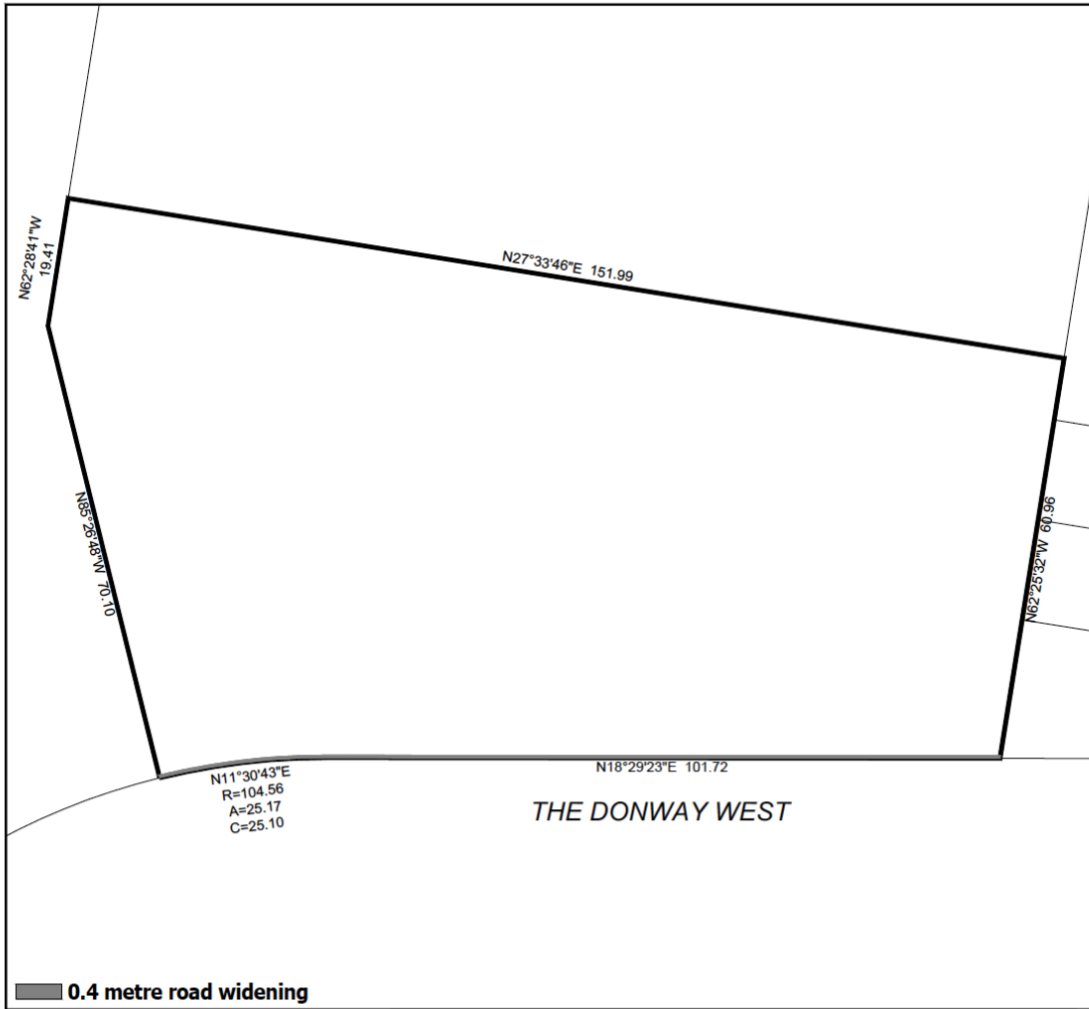 N62°28'41"W
19.41
N27°33'46"E 151.99
N85°26'48"W 70.10
N62°25'32"W 60.96
N11°30'43"E
R=104.56
A=25.17
C=25.10
N18°29'23"E 101.72
THE DONWAY WEST
0.4 metre road widening